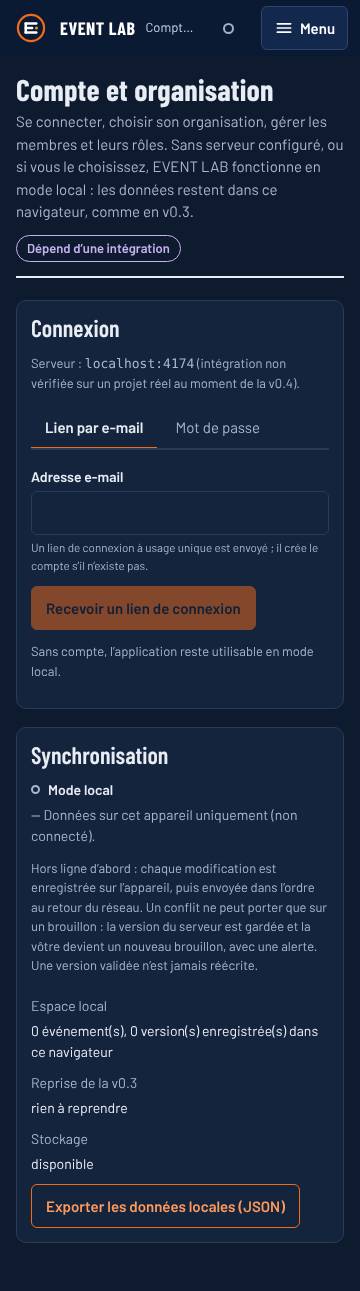 EVENT LAB Compt... Menu
Compte et organisation
Se connecter, choisir son organisation, gérer les
membres et leurs rôles. Sans serveur configuré, ou
si vous le choisissez, EVENT LAB fonctionne en
mode local : les données restent dans ce
navigateur, comme en v0.3.
Dépend d'une intégration
Connexion
Serveur : localhost:4174 (intégration non
vérifiée sur un projet réel au moment de la v0.4).
Lien par e-mail Mot de passe
Adresse e-mail
Un lien de connexion à usage unique est envoyé ; il crée le
compte s'il n'existe pas.
Recevoir un lien de connexion
Sans compte, l'application reste utilisable en mode
local.
Synchronisation
Mode local
— Données sur cet appareil uniquement (non
connecté).
Hors ligne d'abord : chaque modification est
enregistrée sur l'appareil, puis envoyée dans l'ordre
au retour du réseau. Un conflit ne peut porter que sur
un brouillon : la version du serveur est gardée et la
vôtre devient un nouveau brouillon, avec une alerte.
Une version validée n'est jamais réécrite.
Espace local
0 événement(s), 0 version(s) enregistrée(s) dans
ce navigateur
Reprise de la v0.3
rien à reprendre
Stockage
disponible
Exporter les données locales (JSON)